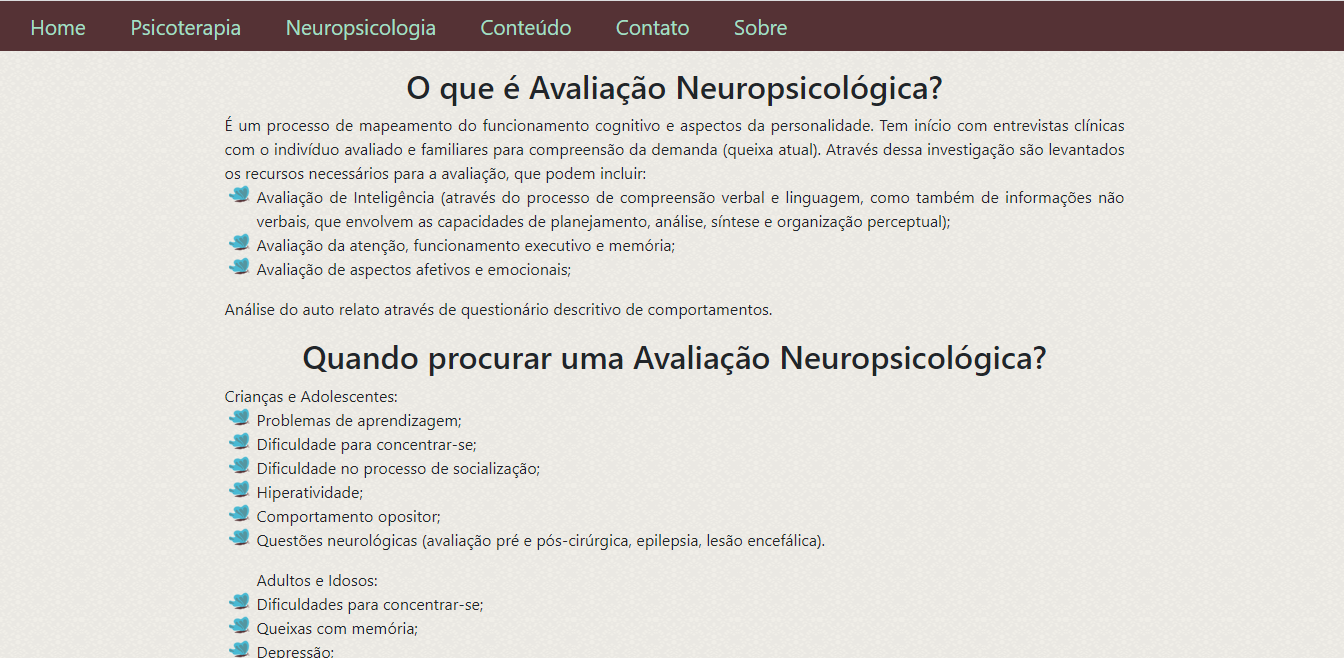 Home Psicoterapia Neuropsicologia Conteúdo Contato Sobre
O que é Avaliação Neuropsicológica?
É um processo de mapeamento do funcionamento cognitivo e aspectos da personalidade. Tem início com entrevistas clínicas
com o indivíduo avaliado e familiares para compreensão da demanda (queixa atual). Através dessa investigação são levantados
os recursos necessários para a avaliação, que podem incluir:
Avaliação de Inteligência (através do processo de compreensão verbal e linguagem, como também de informações não
verbais, que envolvem as capacidades de planejamento, análise, síntese e organização perceptual);
Avaliação da atenção, funcionamento executivo e memória;
Avaliação de aspectos afetivos e emocionais;
Análise do auto relato através de questionário descritivo de comportamentos.
Quando procurar uma Avaliação Neuropsicológica?
Crianças e Adolescentes:
Problemas de aprendizagem;
Dificuldade para concentrar-se;
Dificuldade no processo de socialização;
Hiperatividade;
Comportamento opositor;
Questões neurológicas (avaliação pré e pós-cirúrgica, epilepsia, lesão encefálica).
Adultos e Idosos:
Dificuldades para concentrar-se;
Queixas com memória;
Depressão;